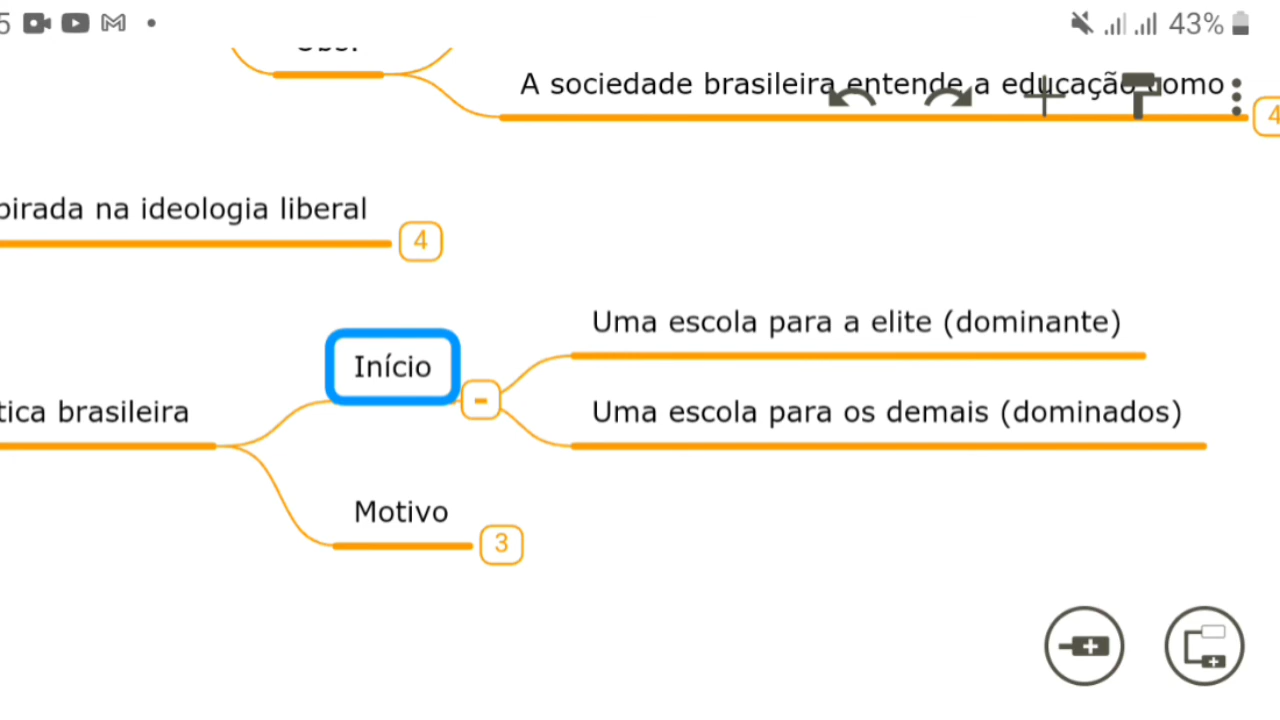 5
43%
A sociedade brasileira entende a educação como
4
pirada na ideologia liberal
4
Uma escola para a elite (dominante)
Início
tica brasileira
Uma escola para os demais (dominados)
Motivo
3